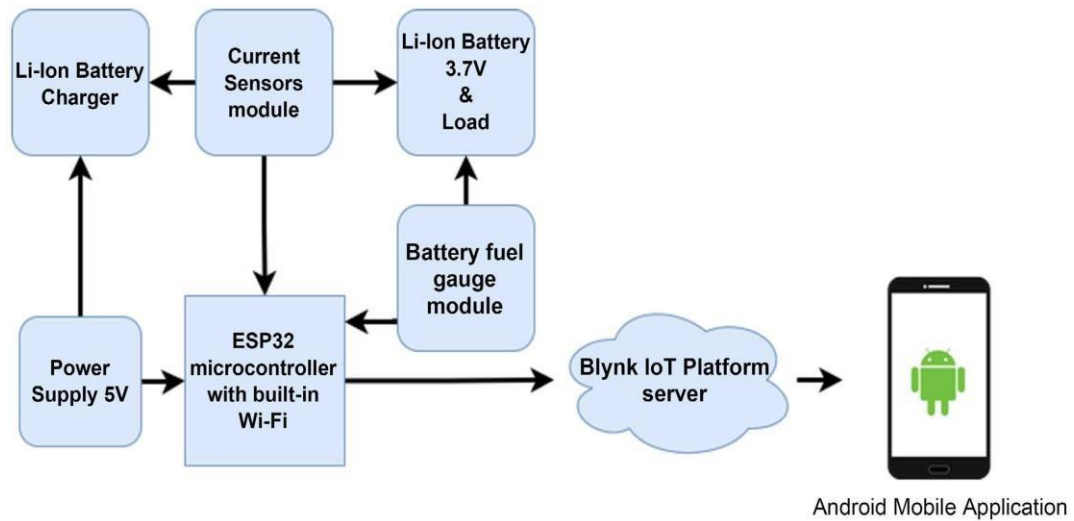 Li-Ion Battery
Charger
Current
Sensors
module
Li-Ion Battery
3.7V
&
Load
Battery fuel
gauge
module
Power
Supply 5V
ESP32
microcontroller
with built-in
Wi-Fi
Blynk IoT Platform
server
Android Mobile Application